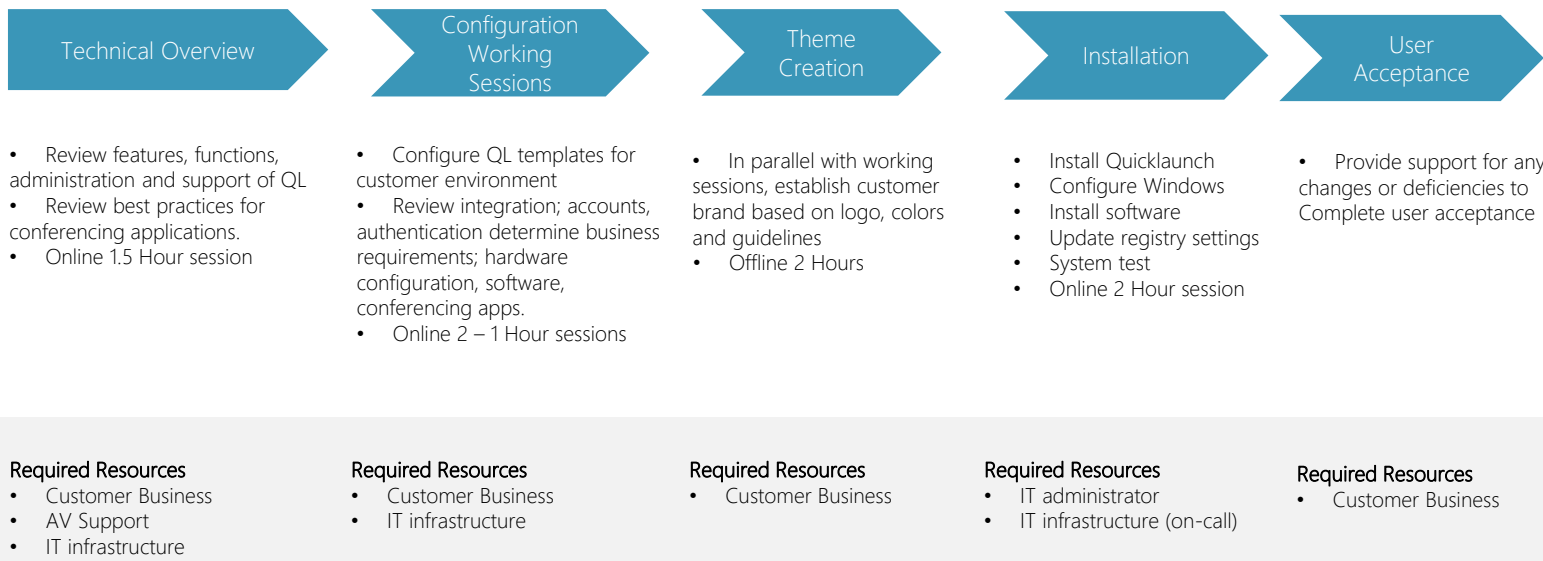 Technical Overview
Configuration
Working
Sessions
Theme
Creation
Installation
User
Acceptance
• Review features, functions,
administration and support of QL
• Review best practices for
conferencing applications.
• Online 1.5 Hour session
• Configure QL templates for
customer environment
• Review integration; accounts,
authentication determine business
requirements; hardware
configuration, software,
conferencing apps.
• Online 2 – 1 Hour sessions
• In parallel with working
sessions, establish customer
brand based on logo, colors
and guidelines
• Offline 2 Hours
• Install Quicklaunch
• Configure Windows
• Install software
• Update registry settings
• System test
• Online 2 Hour session
• Provide support for any
changes or deficiencies to
Complete user acceptance
Required Resources
• Customer Business
• AV Support
• IT infrastructure
Required Resources
• Customer Business
• IT infrastructure
Required Resources
• Customer Business
Required Resources
• IT administrator
• IT infrastructure (on-call)
Required Resources
• Customer Business